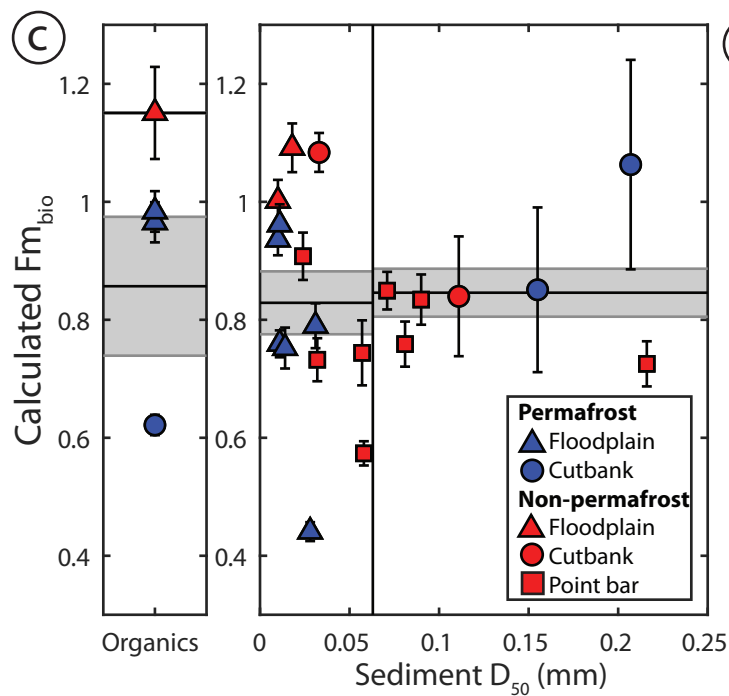 C
Calculated Fm_bio
1.2
1
0.8
0.6
0.4
Organics
1.2
1
0.8
0.6
0.4
0
0.05
0.1
0.15
0.2
0.25
Sediment D_50 (mm)
Permafrost
Floodplain
Cutbank
Non-permafrost
Floodplain
Cutbank
Point bar